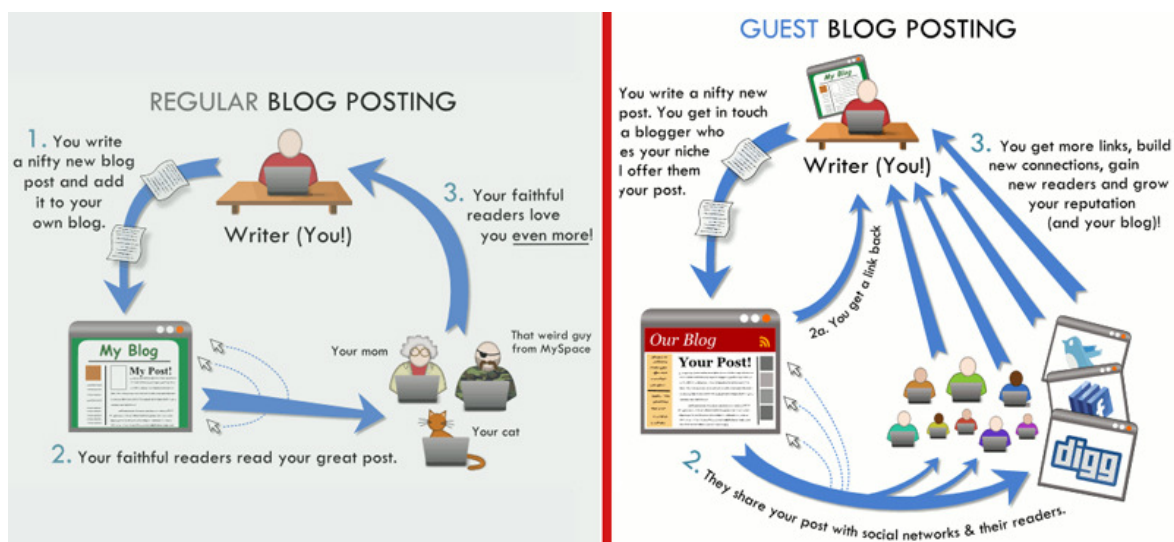 REGULAR BLOG POSTING
1. You write
a nifty new blog
post and add
it to your
own blog.
Writer (You!)
3. Your faithful
readers love
you even more!
My Blog
My Post!
Your mom
That weird guy
from MySpace
Your cat
2. Your faithful readers read your great post.
GUEST BLOG POSTING
You write a nifty new
post. You get in touch
a blogger who
es your niche
l offer them
your post.
My Blog
Writer (You!)
3. You get more links, build
new connections, gain
new readers and grow
your reputation
(and your blog)!
2a. You get a link back
Our Blog
Your Post!
f
digg
2. They share your post with social networks & their readers.